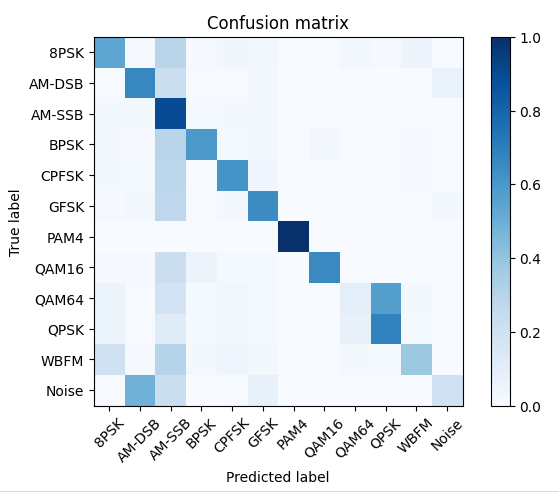 Confusion matrix
True label
8PSK
AM-DSB
AM-SSB
BPSK
CPFSK
GFSK
PAM4
QAM16
QAM64
QPSK
WBFM
Noise
8PSK
AM-DSB
AM-SSB
BPSK
CPFSK
GFSK
PAM4
QAM16
QAM64
QPSK
WBFM
Noise
Predicted label
1.0
0.8
0.6
0.4
0.2
0.0